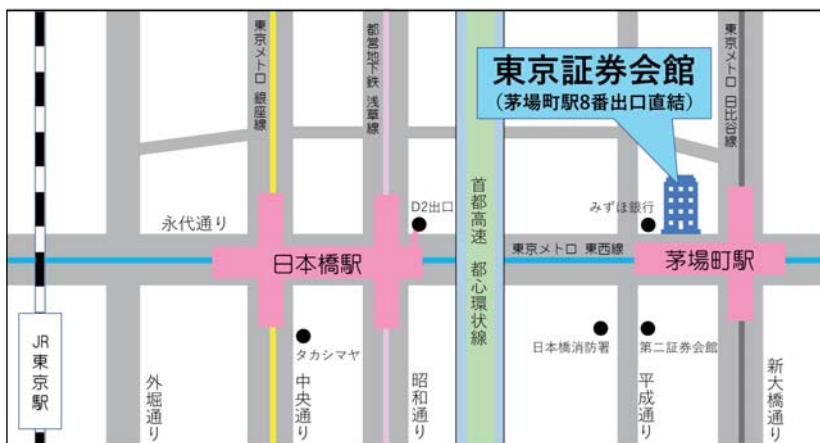 東京メトロ 銀座線
都営地下鉄 浅草線
東京証券会館
(茅場町駅8番出口直結)
東京メトロ 日比谷線
永代通り
D2出口
首都高速 都心環状線
みずほ銀行
日本橋駅
東京メトロ 東西線
茅場町駅
JR東京駅
タカシマヤ
日本橋消防署
第二証券会館
外堀通り
中央通り
昭和通り
平成通り
新大橋通り